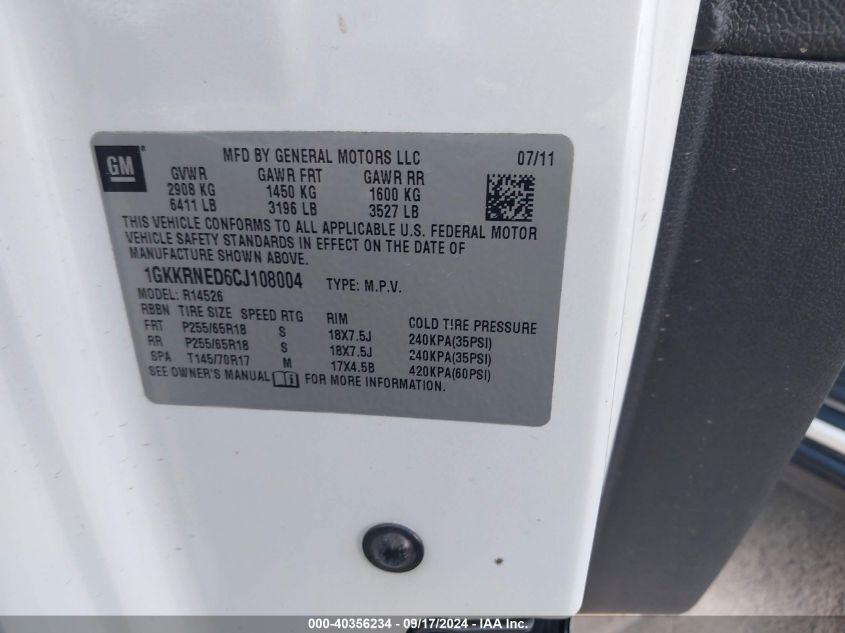 GM MFD BY GENERAL MOTORS LLC 07/11
GVWR GAWR FRT GAWR RR
2908 KG 1450 KG 1600 KG
6411 LB 3196 LB 3527 LB
THIS VEHICLE CONFORMS TO ALL APPLICABLE U.S. FEDERAL MOTOR
VEHICLE SAFETY STANDARDS IN EFFECT ON THE DATE OF
MANUFACTURE SHOWN ABOVE.
1GKKRNED6CJ108004 TYPE: M.P.V.
MODEL: R14526
RBBN TIRE SIZE SPEED RTG RIM COLD TIRE PRESSURE
FRT P255/65R18 S 18X7.5J 240KPA(35PSI)
RR P255/65R18 S 18X7.5J 240KPA(35PSI)
SPA T145/70R17 M 17X4.5B 420KPA(60PSI)
SEE OWNER'S MANUAL FOR MORE INFORMATION.
000-40356234 - 09/17/2024 - IAA Inc.